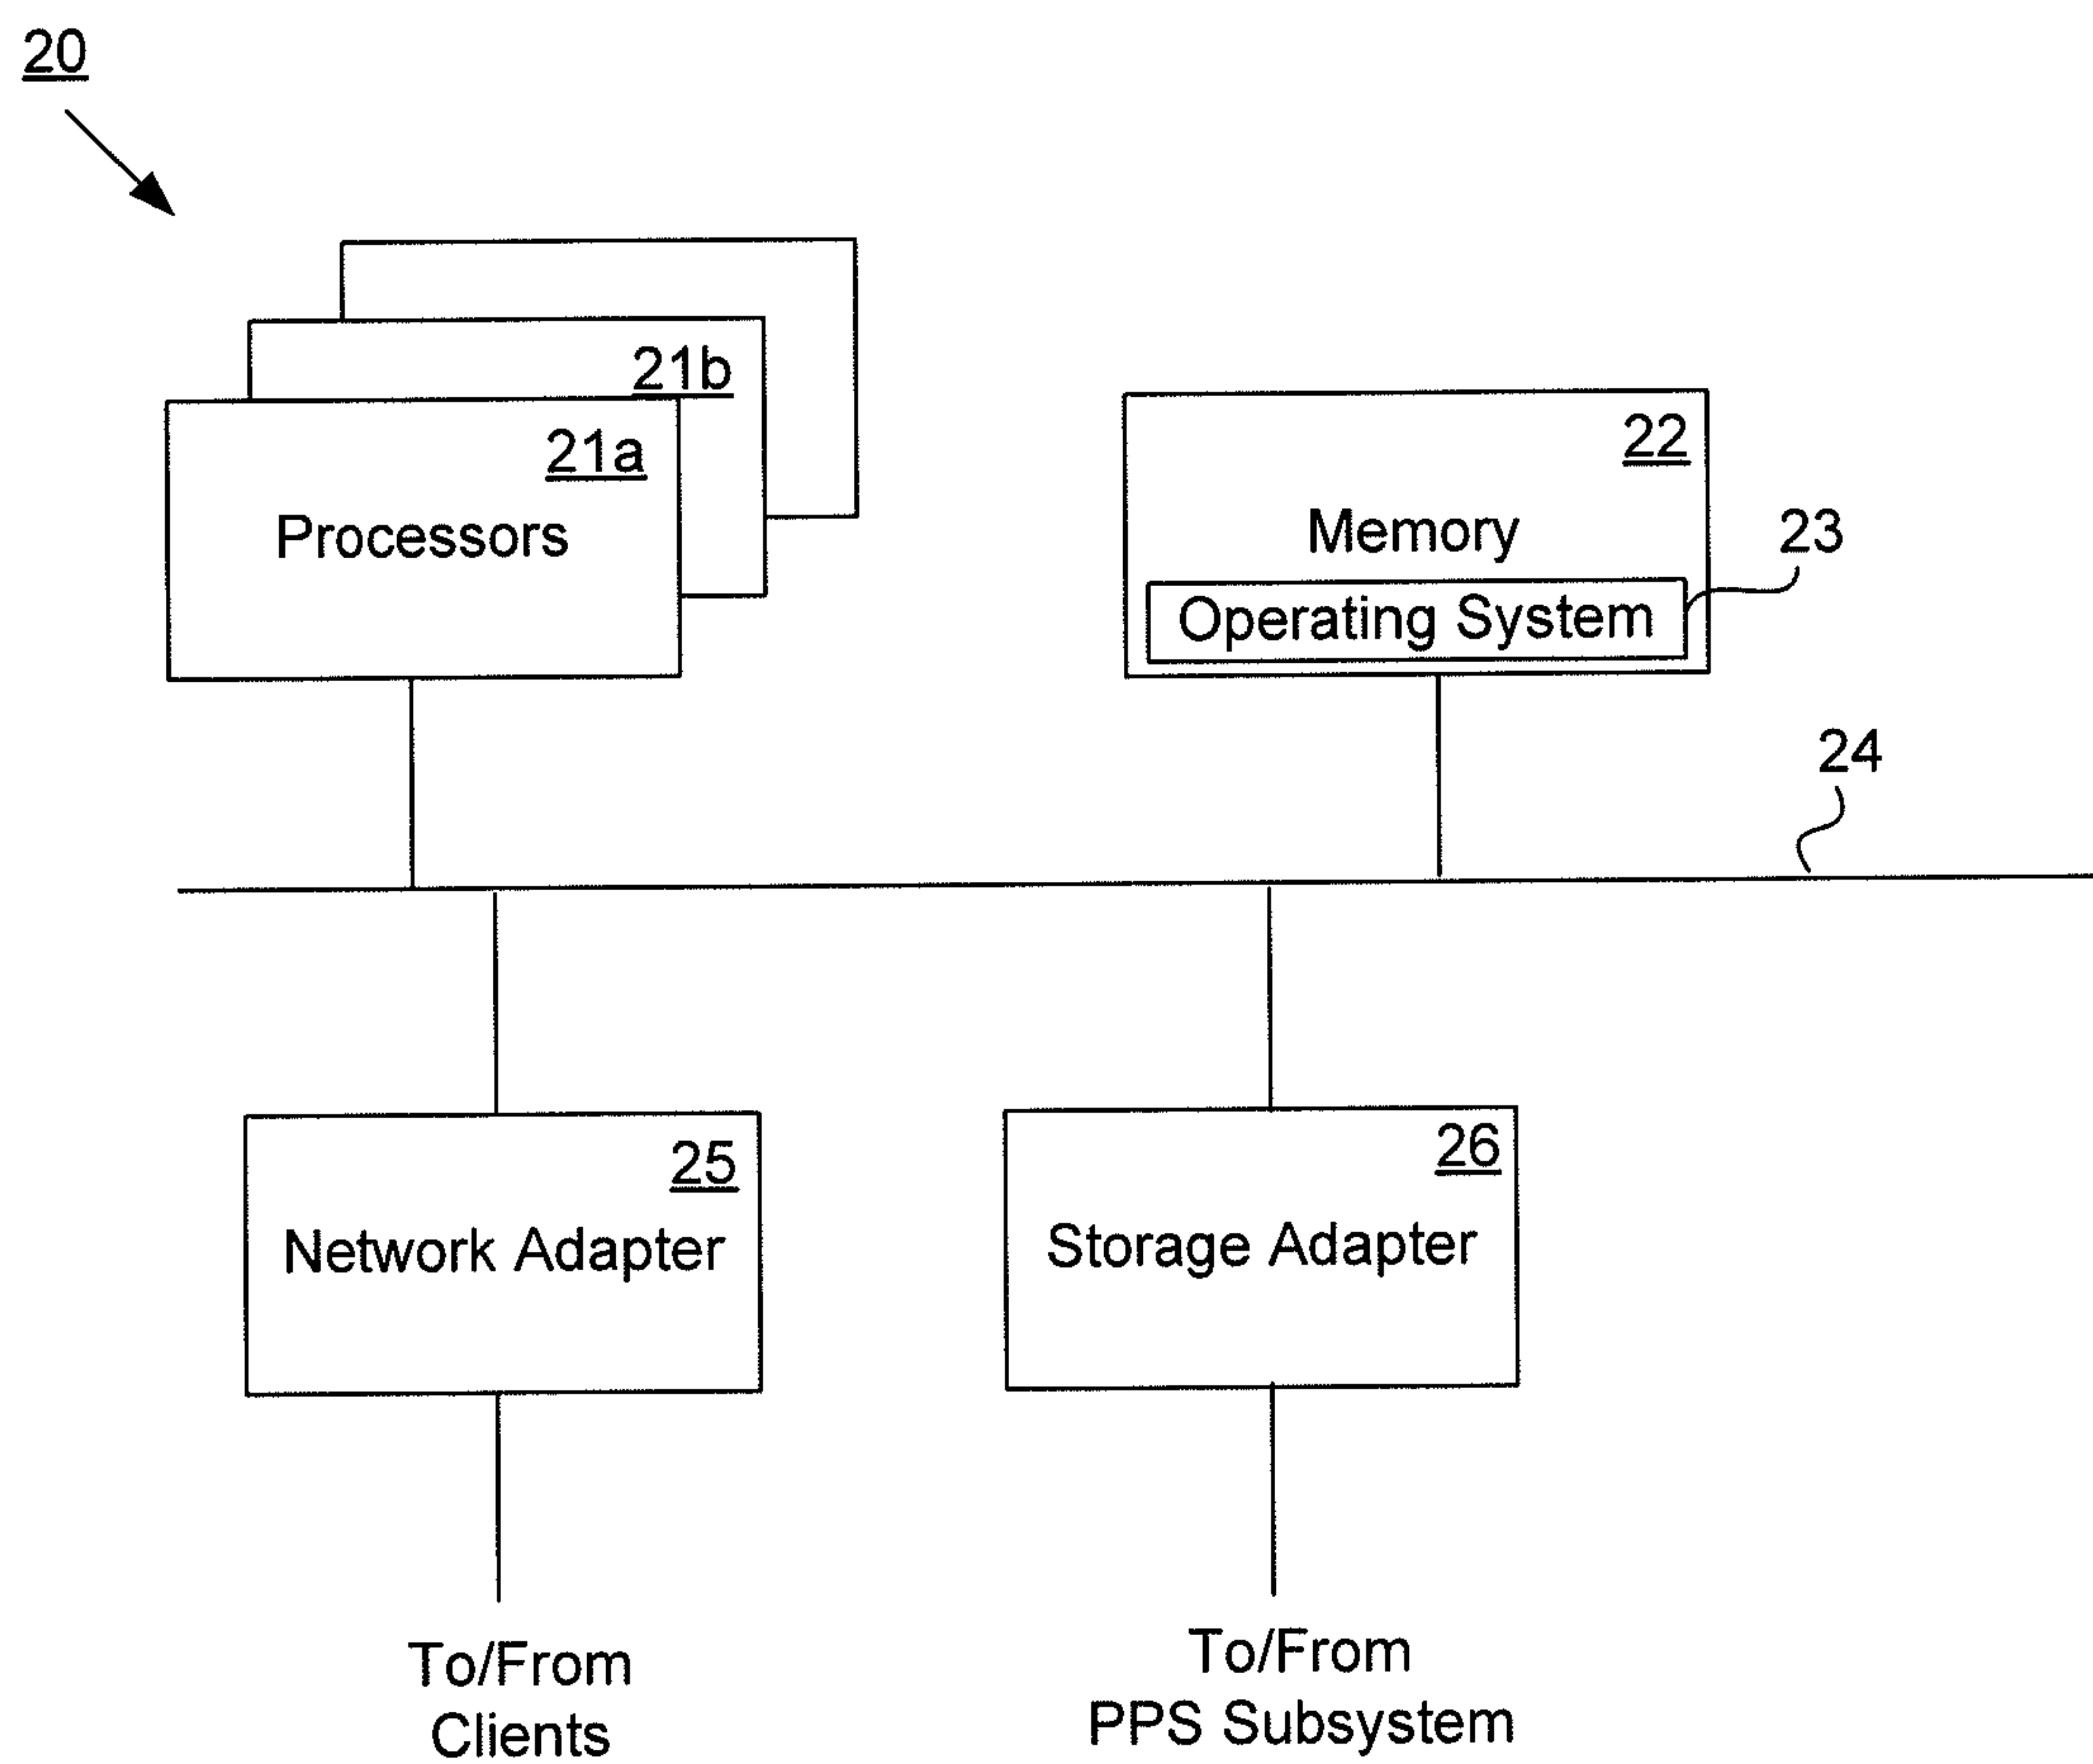 20
21b
21a
Processors
22
Memory
23
Operating System
24
25
Network Adapter
26
Storage Adapter
To/From
Clients
To/From
PPS Subsystem